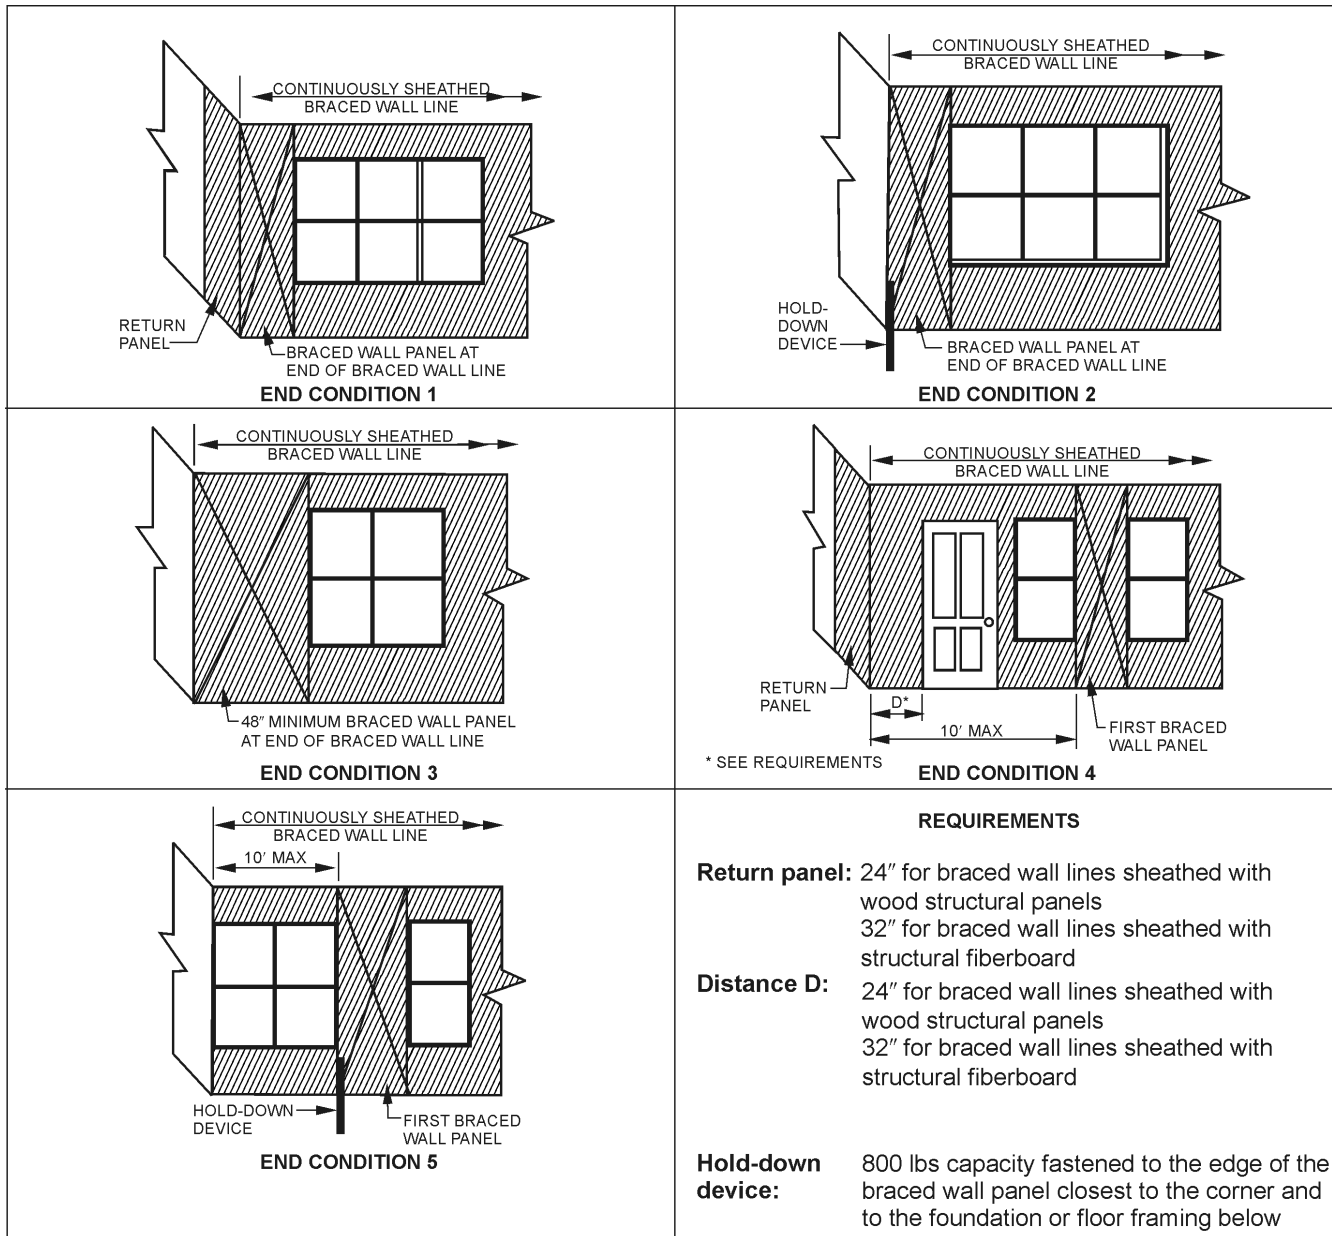 CONTINUOUSLY SHEATHED
BRACED WALL LINE
RETURN
PANEL
BRACED WALL PANEL AT
END OF BRACED WALL LINE
END CONDITION 1
CONTINUOUSLY SHEATHED
BRACED WALL LINE
HOLD-
DOWN
DEVICE
BRACED WALL PANEL AT
END OF BRACED WALL LINE
END CONDITION 2
CONTINUOUSLY SHEATHED
BRACED WALL LINE
48″ MINIMUM BRACED WALL PANEL
AT END OF BRACED WALL LINE
END CONDITION 3
CONTINUOUSLY SHEATHED
BRACED WALL LINE
RETURN
PANEL
D*
10′ MAX
FIRST BRACED
WALL PANEL
* SEE REQUIREMENTS
END CONDITION 4
CONTINUOUSLY SHEATHED
BRACED WALL LINE
10′ MAX
HOLD-DOWN
DEVICE
FIRST BRACED
WALL PANEL
END CONDITION 5
REQUIREMENTS
Return panel: 24″ for braced wall lines sheathed with
wood structural panels
32″ for braced wall lines sheathed with
structural fiberboard
Distance D: 24″ for braced wall lines sheathed with
wood structural panels
32″ for braced wall lines sheathed with
structural fiberboard
Hold-down 800 lbs capacity fastened to the edge of the
device: braced wall panel closest to the corner and
to the foundation or floor framing below